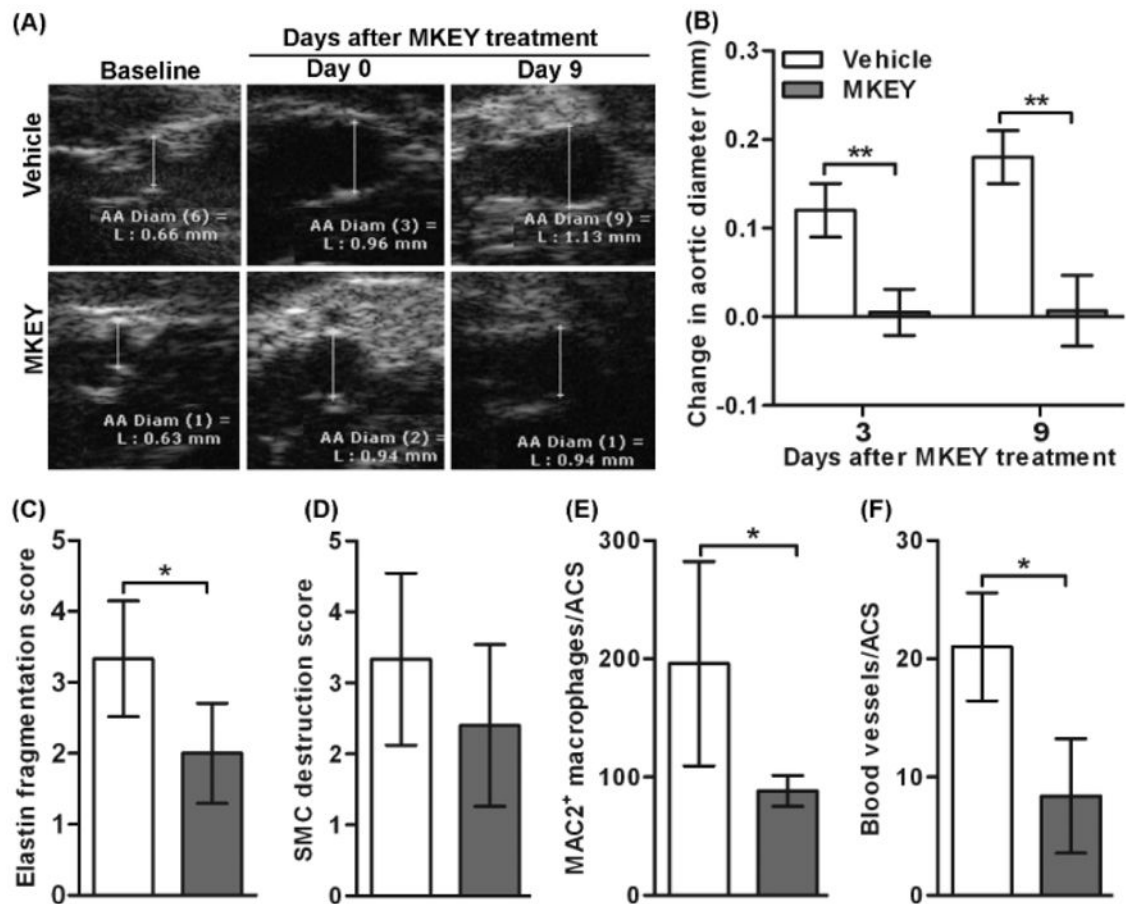 (A)
Days after MKEY treatment
Baseline
Day 0
Day 9
Vehicle
AA Diam (6) =
L : 0.66 mm
AA Diam (3) =
L : 0.96 mm
AA Diam (9) =
L : 1.13 mm
MKEY
AA Diam (1) =
L : 0.63 mm
AA Diam (2) =
L : 0.94 mm
AA Diam (1) =
L : 0.94 mm
(B)
Change in aortic diameter (mm)
0.3
0.2
0.1
0.0
-0.1
Vehicle
MKEY
**
**
3
9
Days after MKEY treatment
(C)
Elastin fragmentation score
5
4
3
2
1
0
*
(D)
SMC destruction score
5
4
3
2
1
0
(E)
MAC2⁺ macrophages/ACS
300
200
100
0
*
(F)
Blood vessels/ACS
30
20
10
0
*